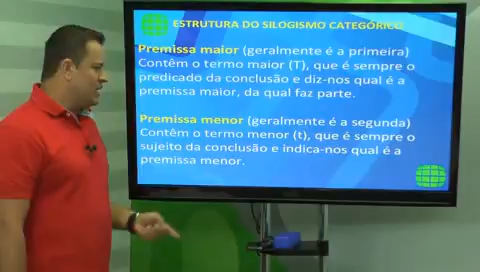 ESTRUTURA DO SILOGISMO CATEGÓRICO
Premissa maior (geralmente é a primeira)
Contêm o termo maior (T), que é sempre o
predicado da conclusão e diz-nos qual é a
premissa maior, da qual faz parte.
Premissa menor (geralmente é a segunda)
Contêm o termo menor (t), que é sempre o
sujeito da conclusão e indica-nos qual é a
premissa menor.